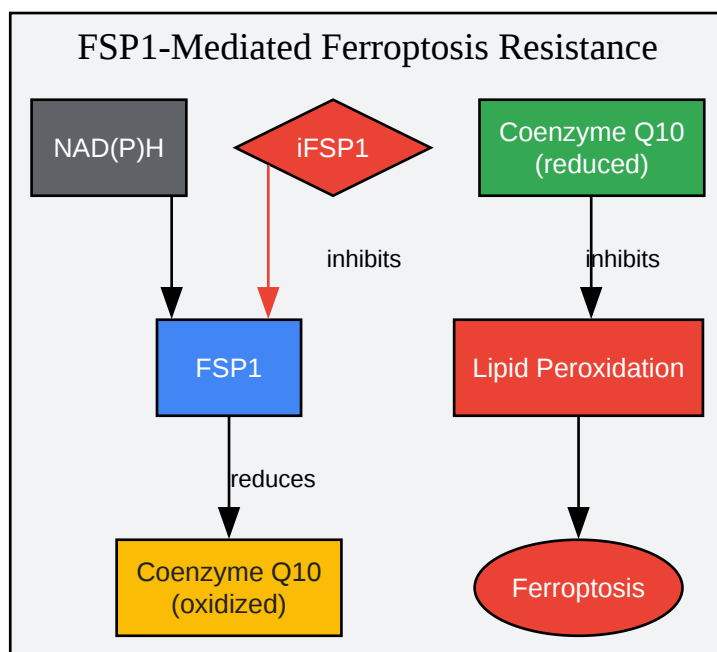 FSP1-Mediated Ferroptosis Resistance
NAD(P)H
iFSP1
Coenzyme Q10
(reduced)
inhibits
inhibits
FSP1
Lipid Peroxidation
reduces
Coenzyme Q10
(oxidized)
Ferroptosis